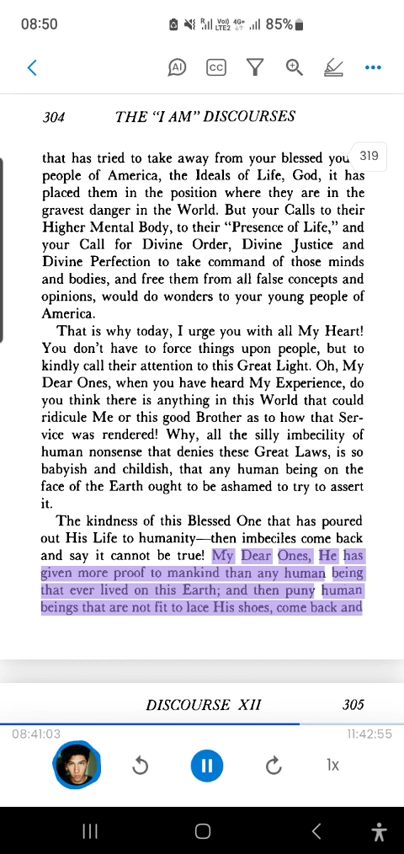 08:50
85%
AI CC
304 THE “I AM” DISCOURSES
319
that has tried to take away from your blessed you
people of America, the Ideals of Life, God, it has
placed them in the position where they are in the
gravest danger in the World. But your Calls to their
Higher Mental Body, to their “Presence of Life,” and
your Call for Divine Order, Divine Justice and
Divine Perfection to take command of those minds
and bodies, and free them from all false concepts and
opinions, would do wonders to your young people of
America.
That is why today, I urge you with all My Heart!
You don’t have to force things upon people, but to
kindly call their attention to this Great Light. Oh, My
Dear Ones, when you have heard My Experience, do
you think there is anything in this World that could
ridicule Me or this good Brother as to how that Ser-
vice was rendered! Why, all the silly imbecility of
human nonsense that denies these Great Laws, is so
babyish and childish, that any human being on the
face of the Earth ought to be ashamed to try to assert
it.
The kindness of this Blessed One that has poured
out His Life to humanity—then imbeciles come back
and say it cannot be true! My Dear Ones, He has
given more proof to mankind than any human being
that ever lived on this Earth; and then puny human
beings that are not fit to lace His shoes, come back and
DISCOURSE XII 305
08:41:03 11:42:55
1x